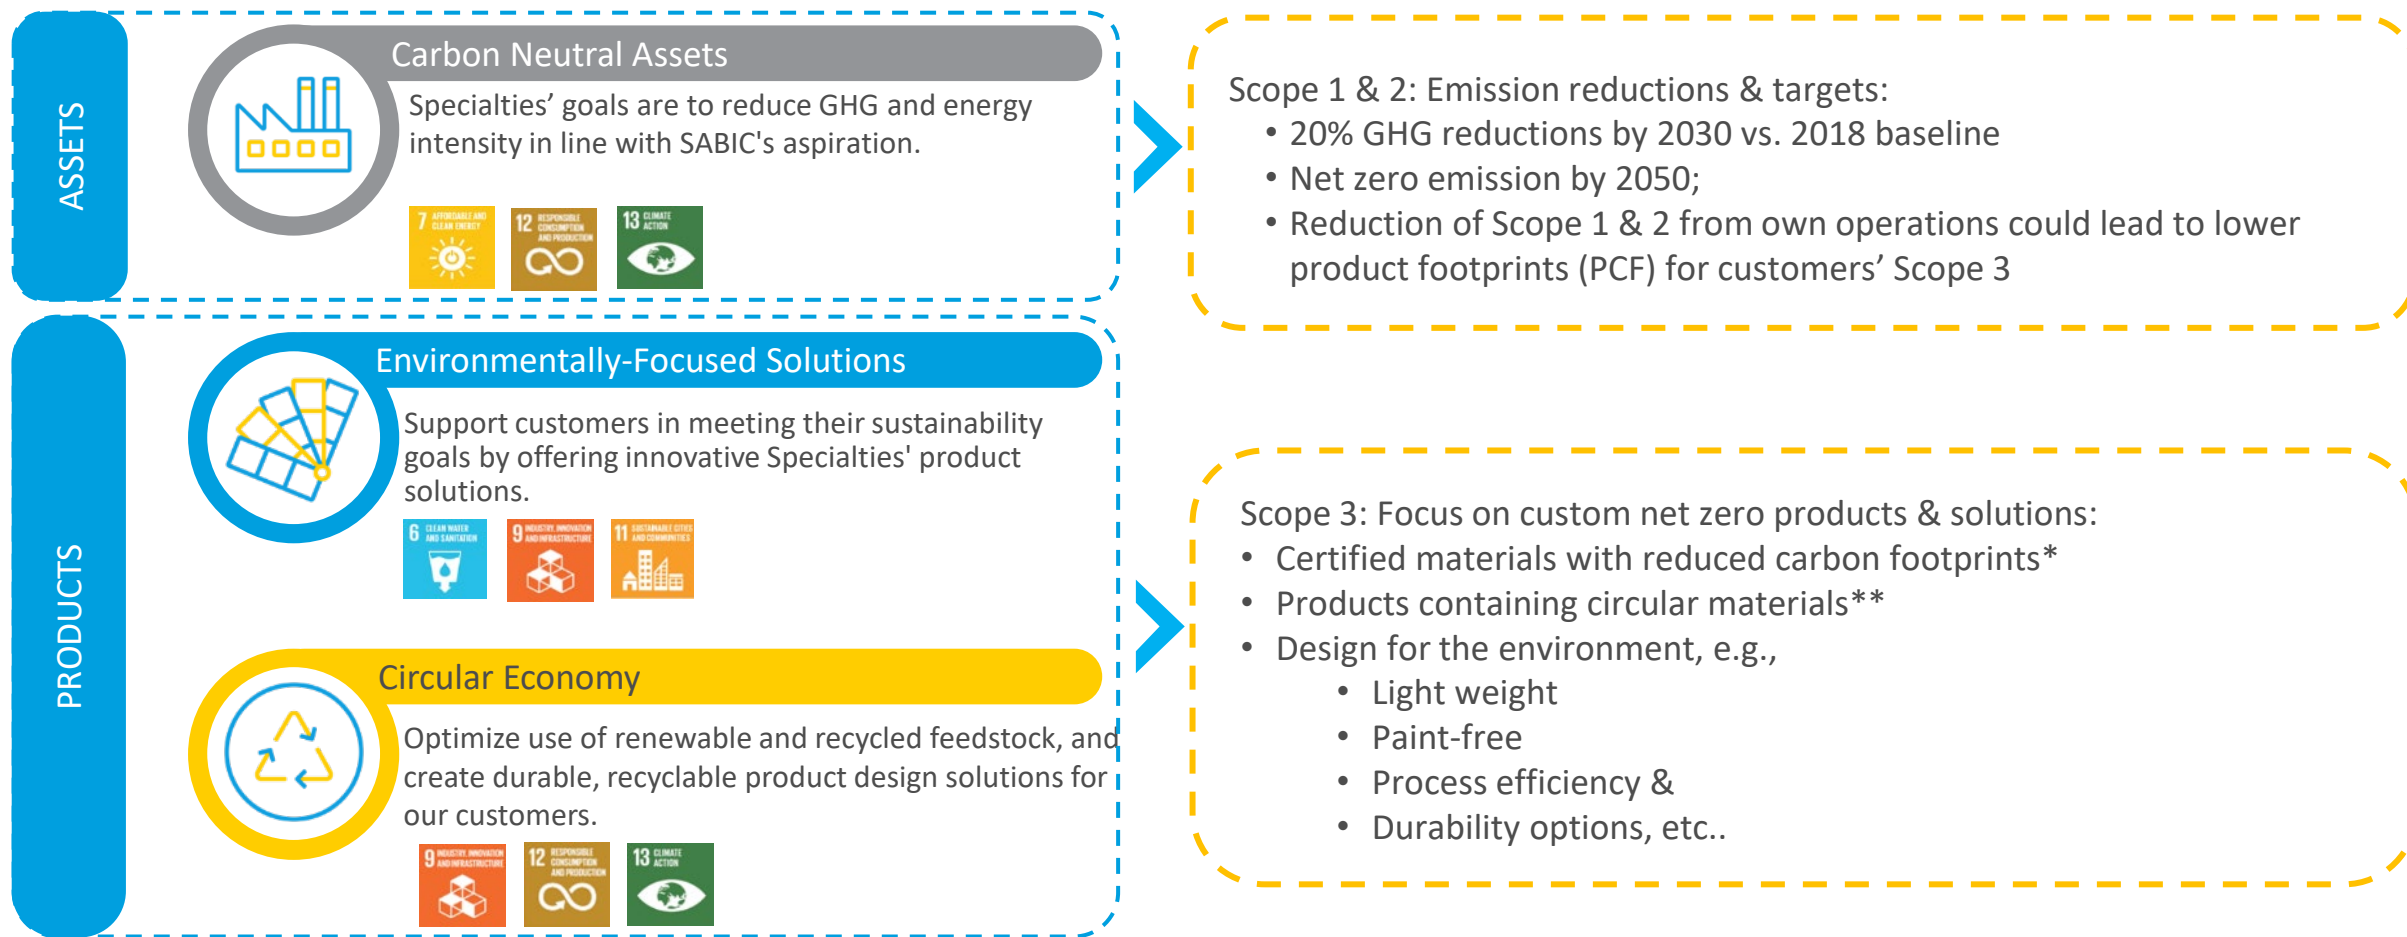 ASSETS
Carbon Neutral Assets
Specialties’ goals are to reduce GHG and energy
intensity in line with SABIC's aspiration.
7 AFFORDABLE AND
CLEAN ENERGY
12 RESPONSIBLE
CONSUMPTION
AND PRODUCTION
13 CLIMATE
ACTION
Scope 1 & 2: Emission reductions & targets:
• 20% GHG reductions by 2030 vs. 2018 baseline
• Net zero emission by 2050;
• Reduction of Scope 1 & 2 from own operations could lead to lower
product footprints (PCF) for customers’ Scope 3
PRODUCTS
Environmentally-Focused Solutions
Support customers in meeting their sustainability
goals by offering innovative Specialties' product
solutions.
6 CLEAN WATER
AND SANITATION
9 INDUSTRY, INNOVATION
AND INFRASTRUCTURE
11 SUSTAINABLE CITIES
AND COMMUNITIES
Circular Economy
Optimize use of renewable and recycled feedstock, and
create durable, recyclable product design solutions for
our customers.
9 INDUSTRY, INNOVATION
AND INFRASTRUCTURE
12 RESPONSIBLE
CONSUMPTION
AND PRODUCTION
13 CLIMATE
ACTION
Scope 3: Focus on custom net zero products & solutions:
• Certified materials with reduced carbon footprints*
• Products containing circular materials**
• Design for the environment, e.g.,
• Light weight
• Paint-free
• Process efficiency &
• Durability options, etc..